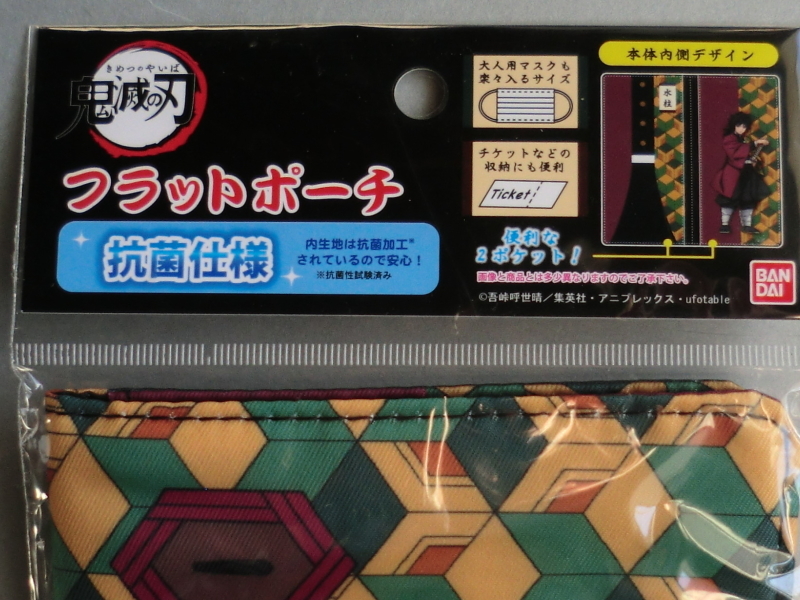 きめつのやいば
鬼滅の刃
フラットポーチ
抗菌仕様
内生地は抗菌加工※
されているので安心！
※抗菌性試験済み
大人用マスクも
楽々入るサイズ
チケットなどの
収納にも便利
Ticket
本体内側デザイン
水柱
便利な
2ポケット！
画像と商品とは多少異なりますのでご了承下さい。
©吾峠呼世晴／集英社・アニプレックス・ufotable
BAN
DAI